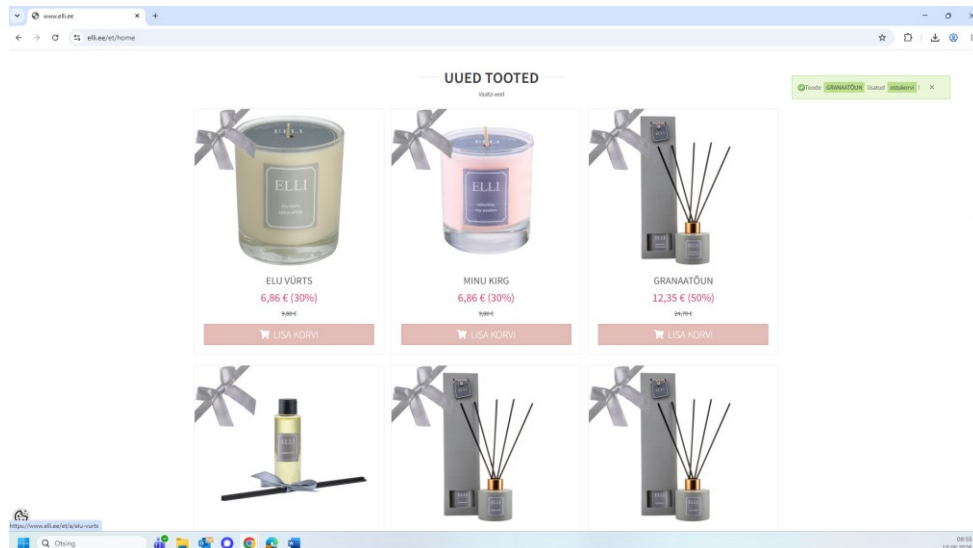 www.elli.ee
elli.ee/et/home
UUED TOOTED
Vaata veel
Toode GRANAATÕUN lisatud ostukorvi !
ELLI
ELLI
ELU VÜRTS
6,86 € (30%)
9,80 €
LISA KORVI
MINU KIRG
6,86 € (30%)
9,80 €
LISA KORVI
GRANAATÕUN
12,35 € (50%)
24,70 €
LISA KORVI
ELLI
https://www.elli.ee/et/a/elu-vurts
Otsing
09:55